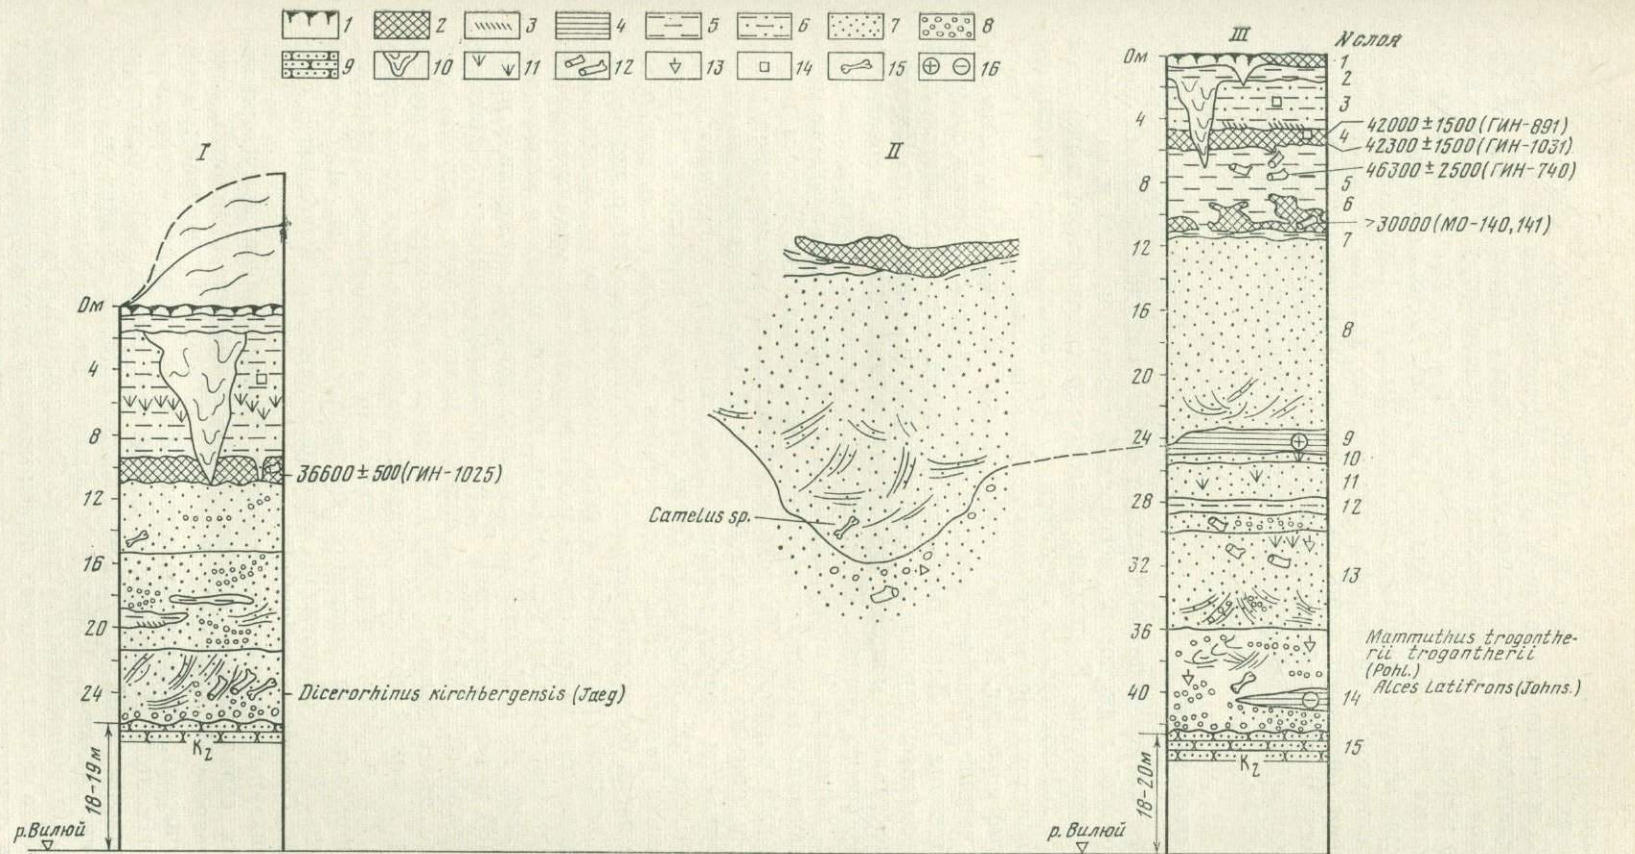 1 2 3 4 5 6 7 8
9 10 11 12 13 14 15 16
I
0м
4
8
12
16
20
24
36600±500(ГИН-1025)
Dicerorhinus kirchbergensis (Jaeg)
K2
18-19м
р.Вилюй
II
Camelus sp.
III
N слоя
0м
4
8
12
16
20
24
28
32
36
40
1
2
3
4
5
6
7
8
9
10
11
12
13
14
15
42000±1500(ГИН-891)
42300±1500(ГИН-1031)
46300±2500(ГИН-740)
>30000(МО-140,141)
Mammuthus trogonthe-
rii trogontherii
(Pohl.)
Alces latifrons(Johns.)
K2
18-20м
р.Вилюй